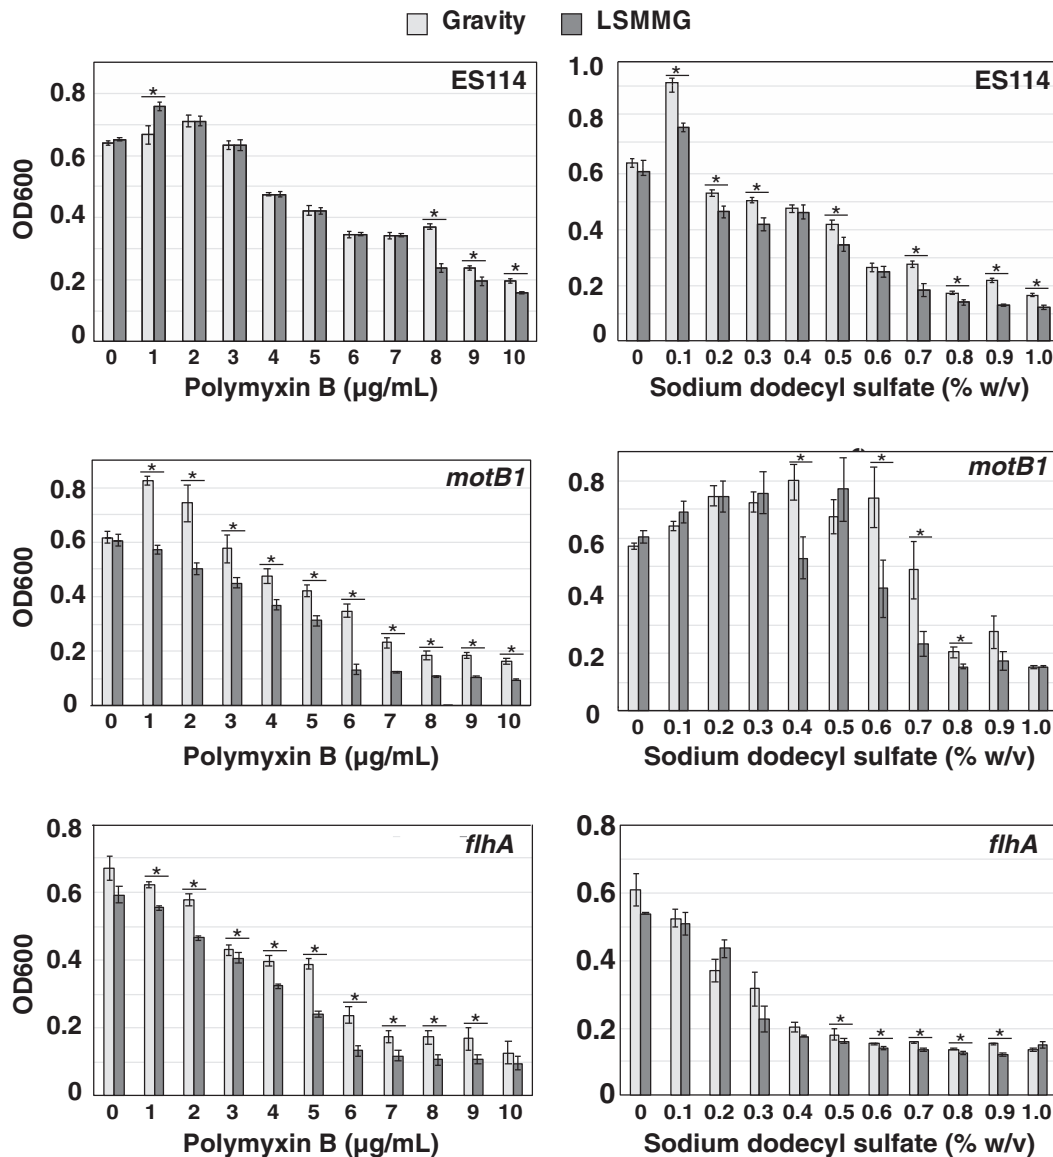 Gravity LSMMG
ES114
0.8
0.6
0.4
0.2
0
OD600
* * * *
0 1 2 3 4 5 6 7 8 9 10
Polymyxin B (µg/mL)
ES114
1.0
0.8
0.6
0.4
0.2
0
* * * * * * * *
0 0.1 0.2 0.3 0.4 0.5 0.6 0.7 0.8 0.9 1.0
Sodium dodecyl sulfate (% w/v)
motB1
0.8
0.6
0.4
0.2
0
OD600
* * * * * * * * * *
0 1 2 3 4 5 6 7 8 9 10
Polymyxin B (µg/mL)
motB1
0.8
0.6
0.4
0.2
0
* * * *
0 0.1 0.2 0.3 0.4 0.5 0.6 0.7 0.8 0.9 1.0
Sodium dodecyl sulfate (% w/v)
flhA
0.8
0.6
0.4
0.2
0
OD600
* * * * * * * * *
0 1 2 3 4 5 6 7 8 9 10
Polymyxin B (µg/mL)
flhA
0.8
0.6
0.4
0.2
0
* * * * *
0 0.1 0.2 0.3 0.4 0.5 0.6 0.7 0.8 0.9 1.0
Sodium dodecyl sulfate (% w/v)